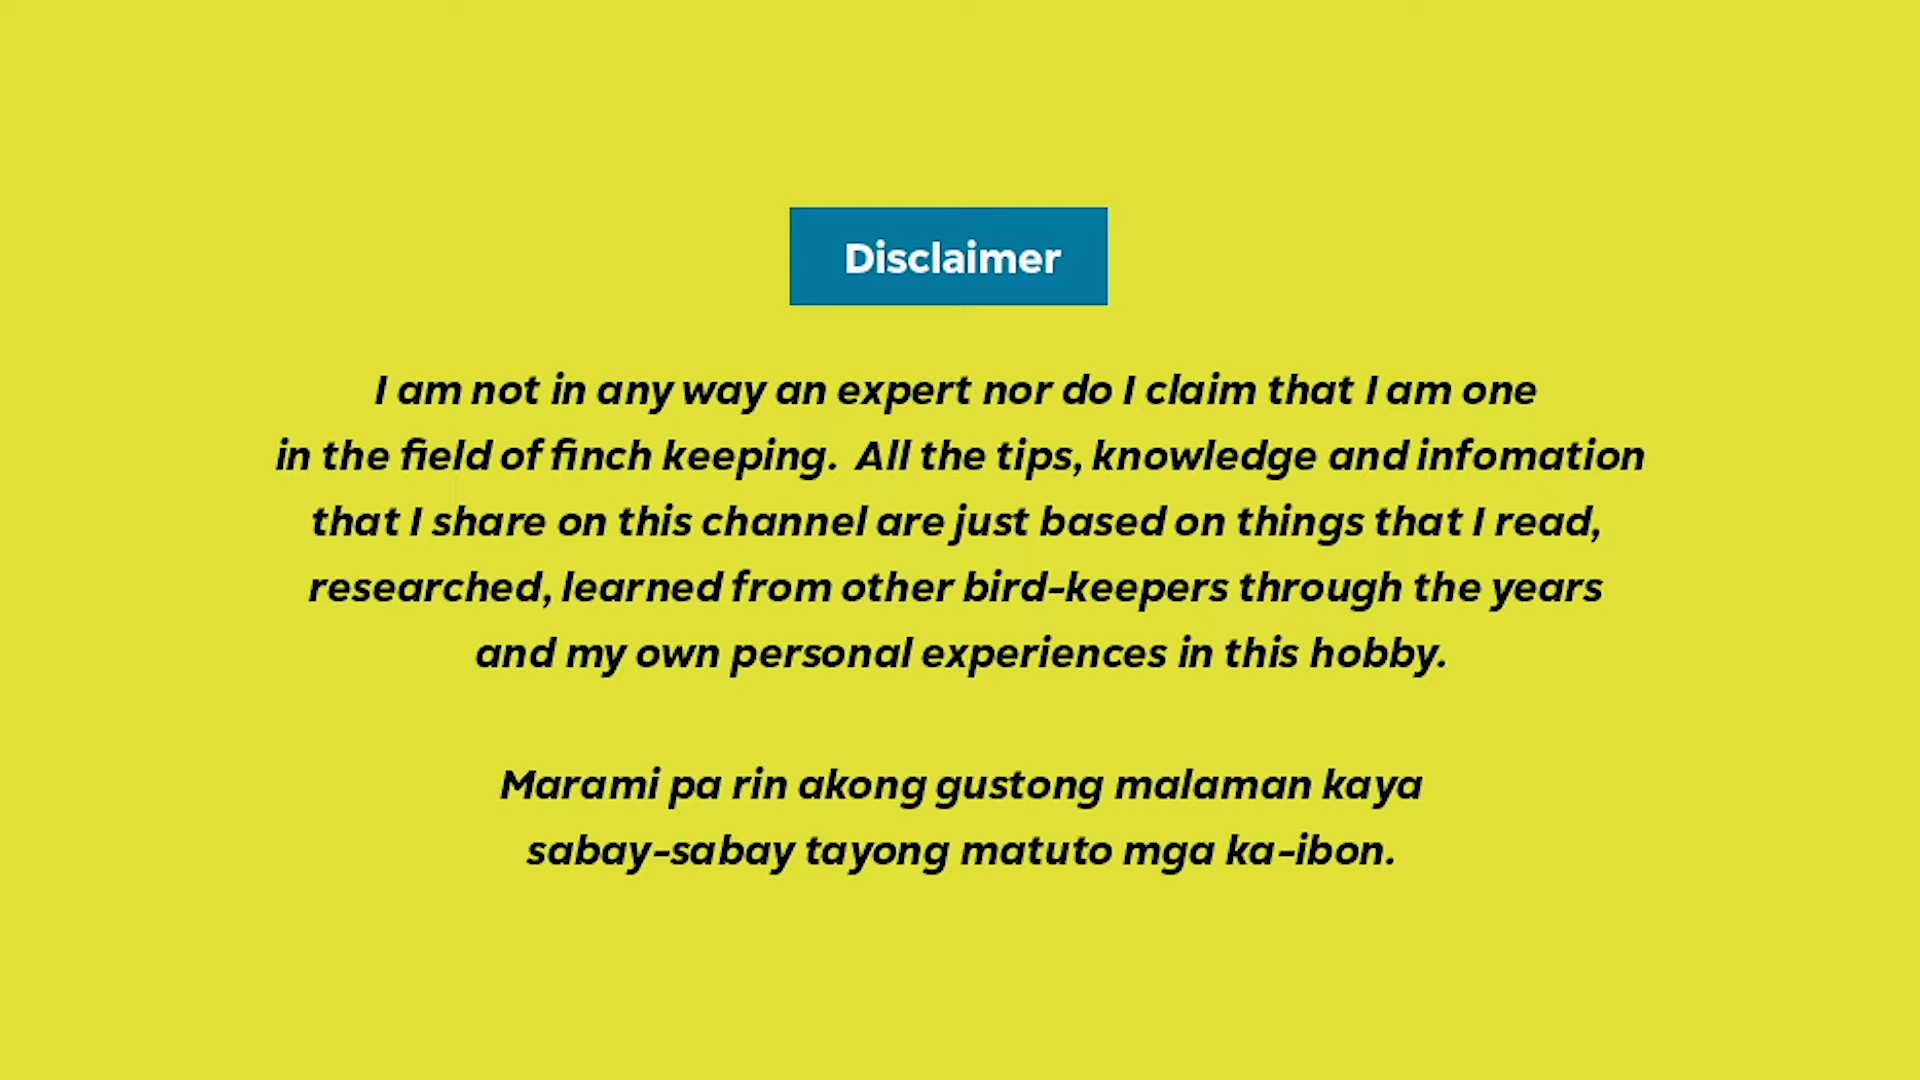 Disclaimer
I am not in any way an expert nor do I claim that I am one
in the field of finch keeping. All the tips, knowledge and infomation
that I share on this channel are just based on things that I read,
researched, learned from other bird-keepers through the years
and my own personal experiences in this hobby.
Marami pa rin akong gustong malaman kaya
sabay-sabay tayong matuto mga ka-ibon.